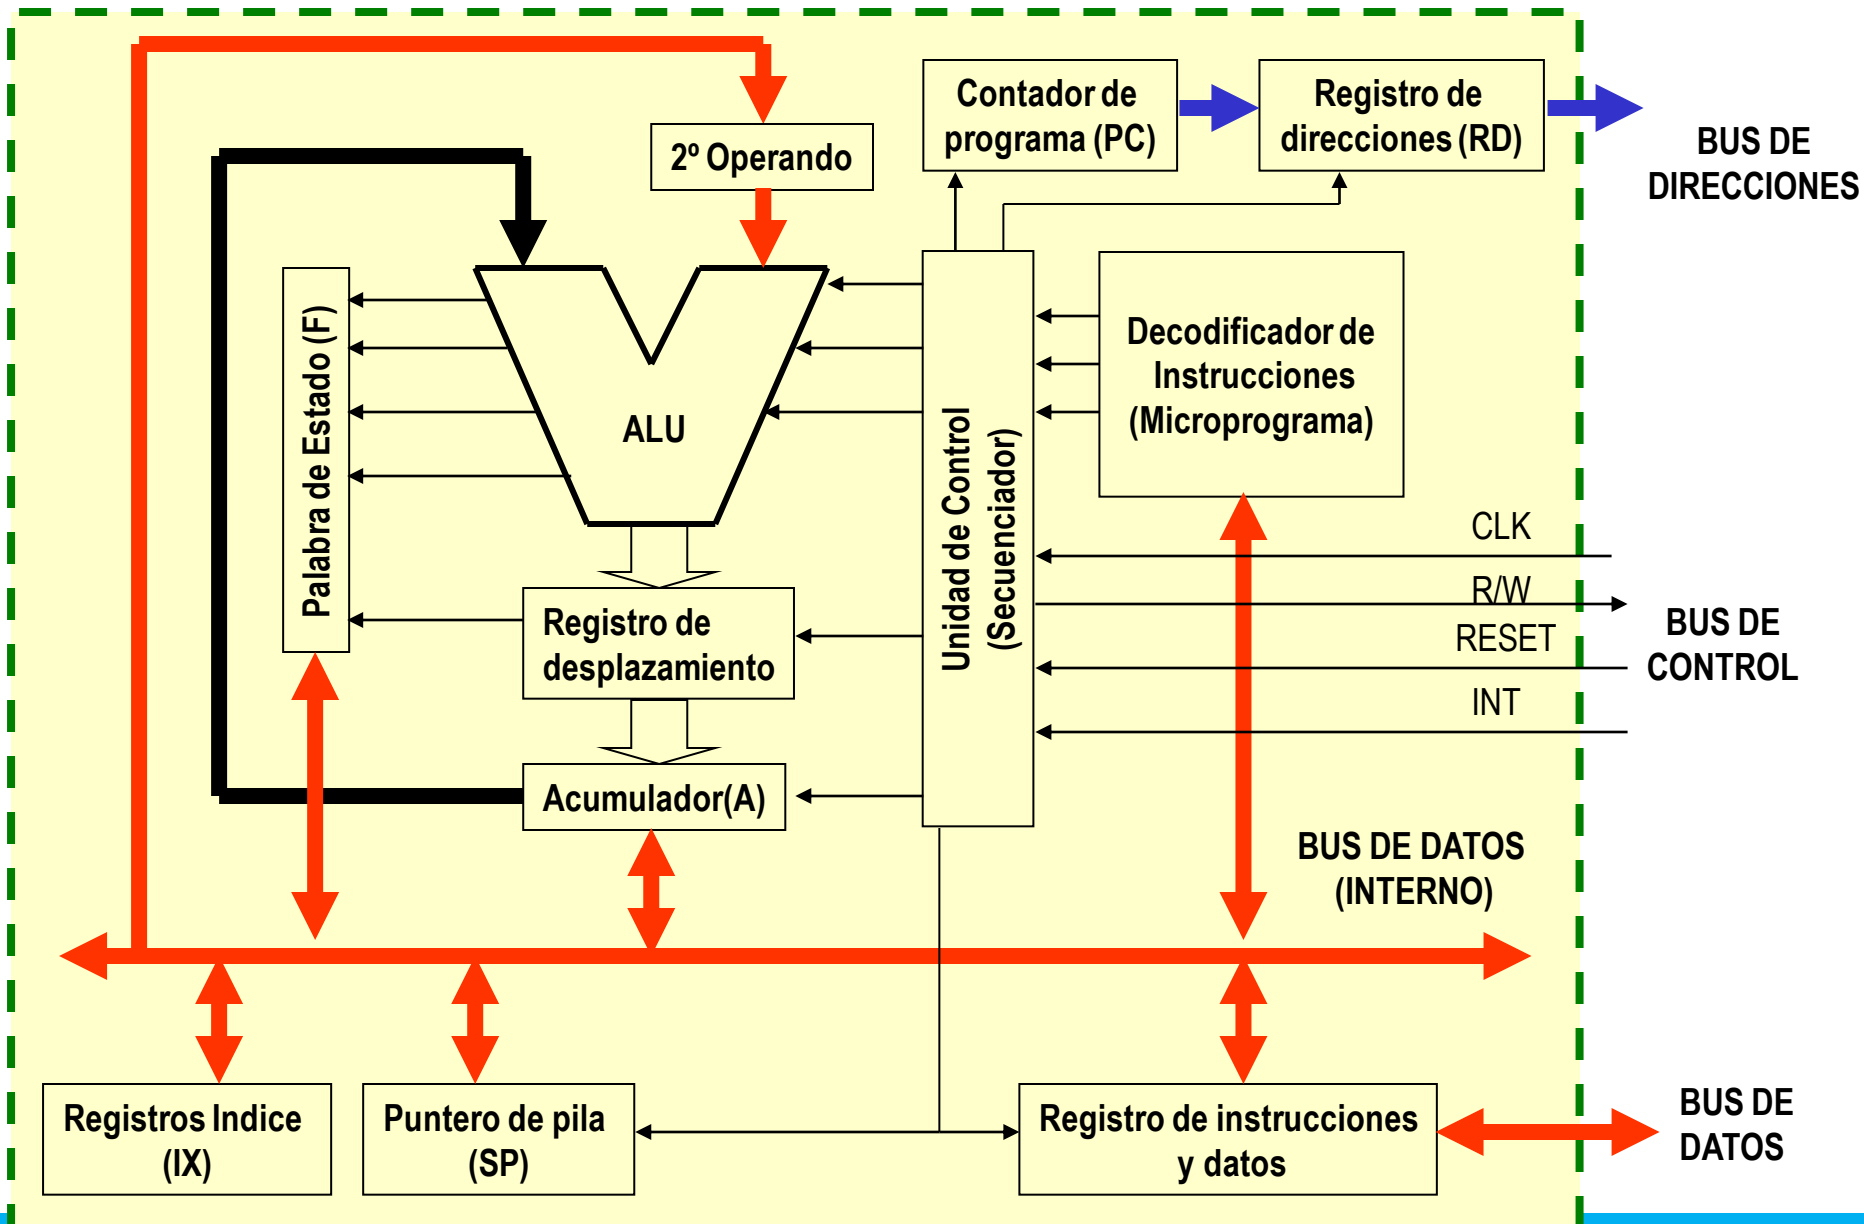 Contador de
programa (PC)
Registro de
direcciones (RD)
BUS DE
DIRECCIONES
2º Operando
Palabra de Estado (F)
ALU
Unidad de Control
(Secuenciador)
Decodificador de
Instrucciones
(Microprograma)
CLK
R/W
RESET
INT
BUS DE
CONTROL
Registro de
desplazamiento
Acumulador(A)
BUS DE DATOS
(INTERNO)
Registros Indice
(IX)
Puntero de pila
(SP)
Registro de instrucciones
y datos
BUS DE
DATOS